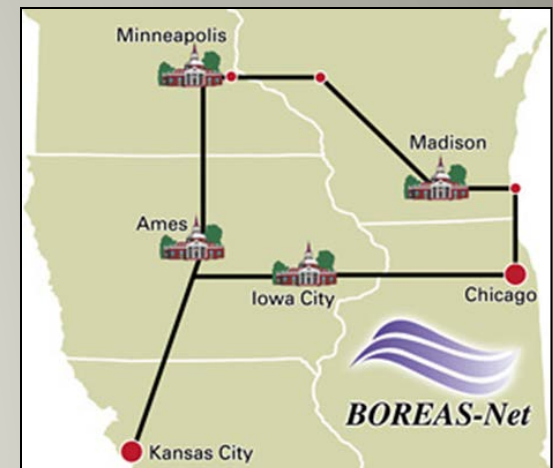 Minneapolis
Madison
Ames
Iowa City
Chicago
BOREAS-Net
Kansas City